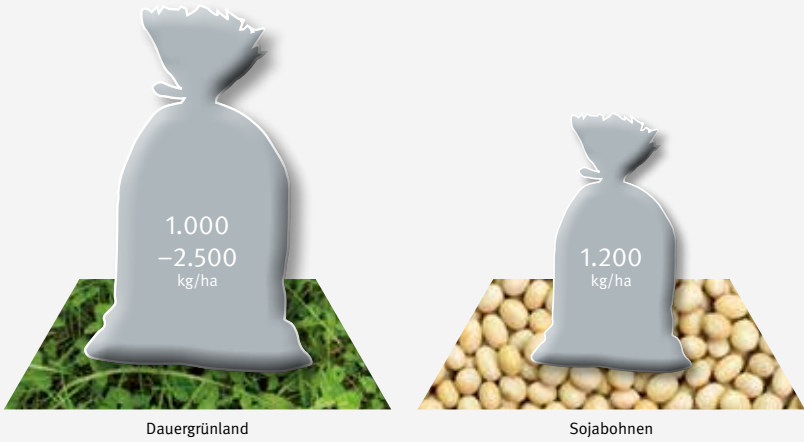 1.000
–2.500
kg/ha
1.200
kg/ha
Dauergrünland
Sojabohnen